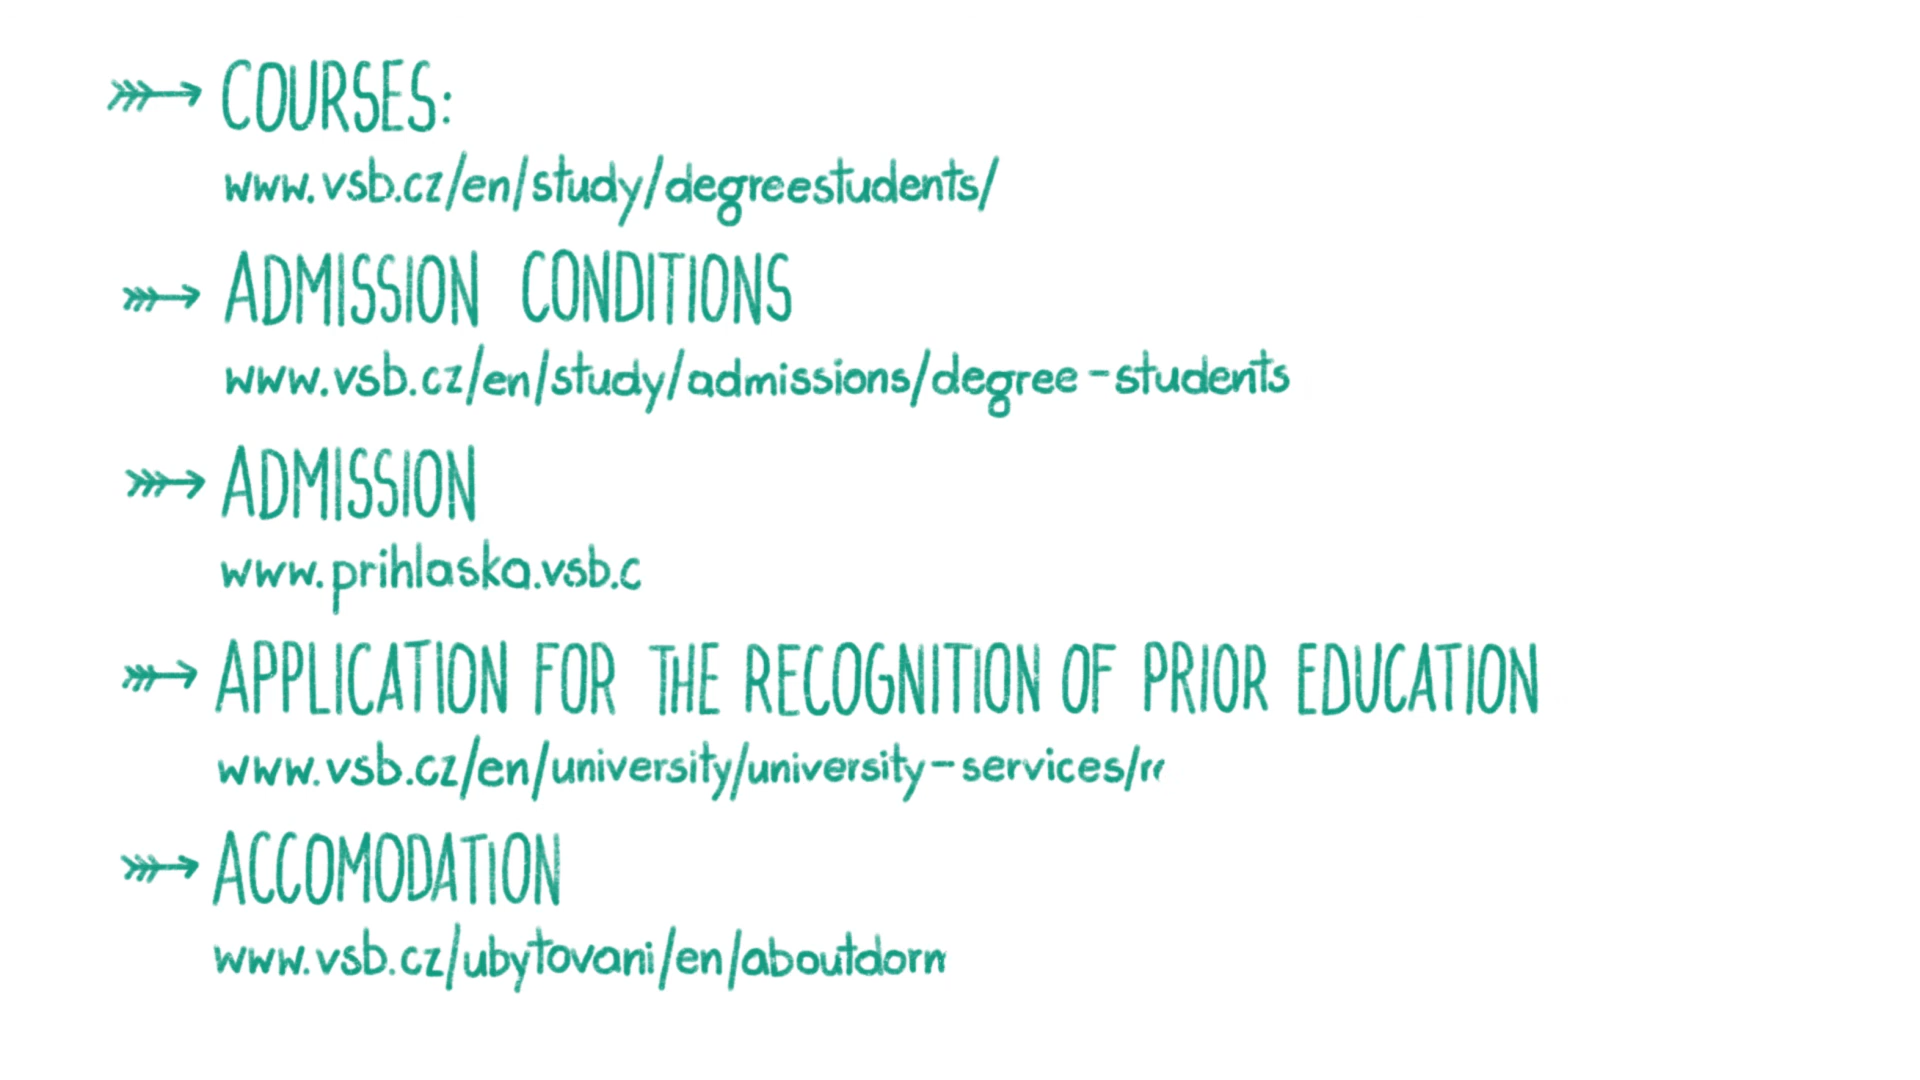 COURSES:
www.vsb.cz/en/study/degreestudents/
ADMISSION CONDITIONS
www.vsb.cz/en/study/admissions/degree-students
ADMISSION
www.prihlaska.vsb.c
APPLICATION FOR THE RECOGNITION OF PRIOR EDUCATION
www.vsb.cz/en/university/university-services/r
ACCOMODATION
www.vsb.cz/ubytovani/en/aboutdorm